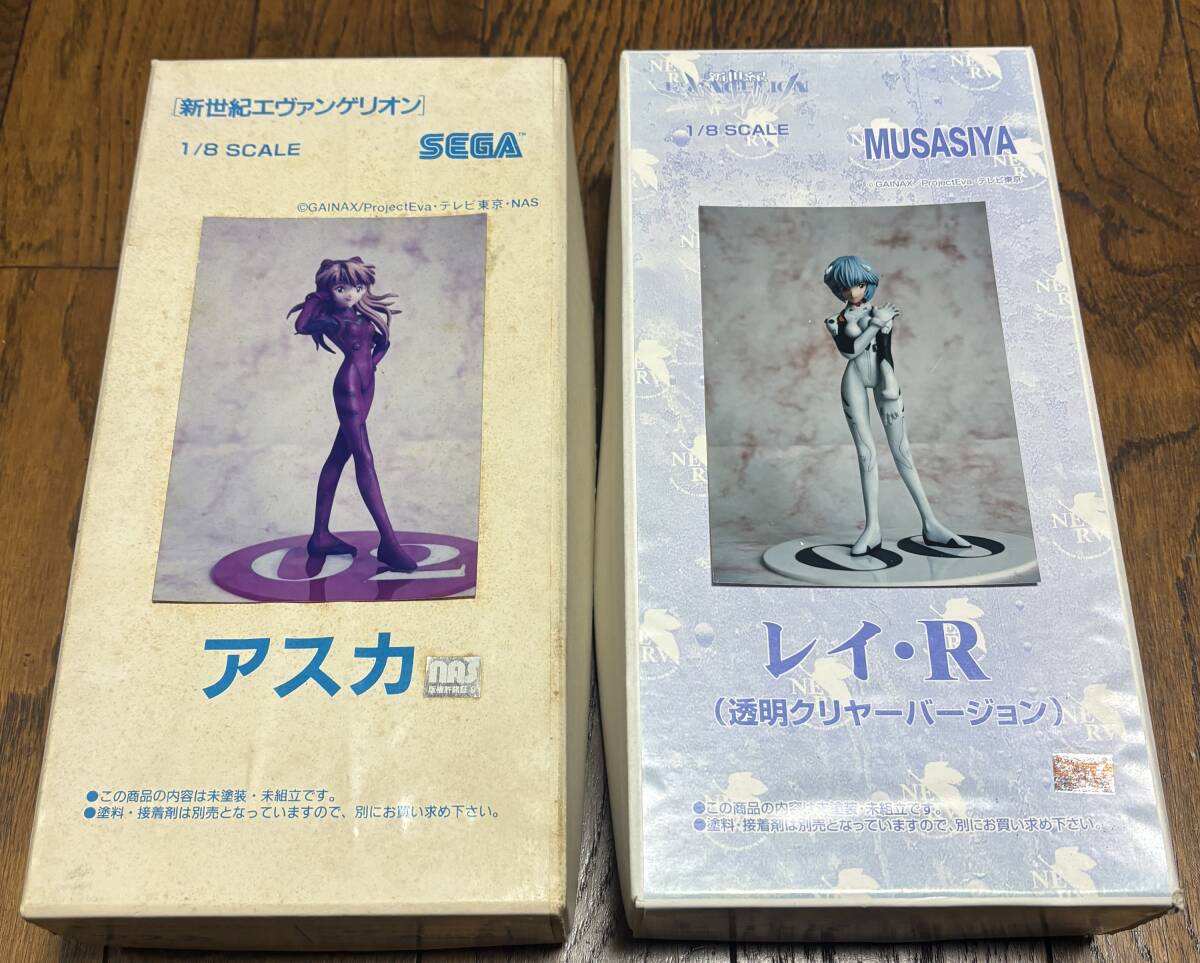 [新世紀エヴァンゲリオン]
1/8 SCALE
SEGA™
©GAINAX/ProjectEva・テレビ東京・NAS
02
アスカ
nas
●この商品の内容は未塗装・未組立です。
●塗料・接着剤は別売となっていますので、別にお買い求め下さい。
新世紀
EVANGELION
1/8 SCALE
MUSASIYA
©GAINAX/ProjectEva・テレビ東京
00
レイ・R
(透明クリヤーバージョン)
●この商品の内容は未塗装・未組立です。
●塗料・接着剤は別売となっていますので、別にお買い求め下さい。
NERV